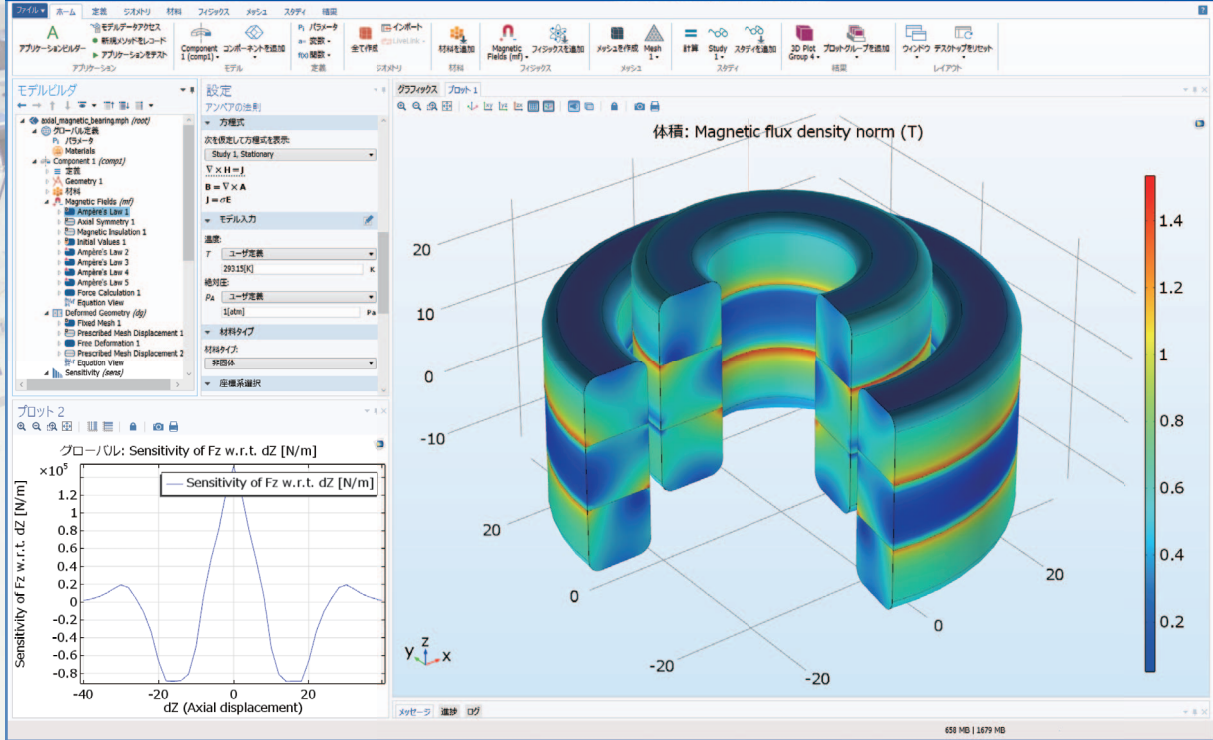 ファイル▼ ホーム 定義 ジオメトリ 材料 フィジックス メッシュ スタディ 結果
アプリケーションビルダー
モデルデータアクセス
新規メソッドをレコード
アプリケーションをテスト
アプリケーション
Component 1 (comp1)
コンポーネントを追加
モデル
Pi パラメータ
a= 変数
f(x) 関数
定義
全て作成
インポート
LiveLink
ジオメトリ
材料を追加
材料
Magnetic Fields (mf)
フィジックスを追加
フィジックス
メッシュを作成
Mesh 1
メッシュ
計算
Study 1
スタディを追加
スタディ
3D Plot Group 4
プロットグループを追加
結果
ウィンドウ
デスクトップをリセット
レイアウト
モデルビルダ
axial_magnetic_bearing.mph (root)
グローバル定義
Pi パラメータ
Materials
Component 1 (comp1)
定義
Geometry 1
材料
Magnetic Fields (mf)
Ampère's Law 1
Axial Symmetry 1
Magnetic Insulation 1
Initial Values 1
Ampère's Law 2
Ampère's Law 3
Ampère's Law 4
Ampère's Law 5
Force Calculation 1
Equation View
Deformed Geometry (dg)
Fixed Mesh 1
Prescribed Mesh Displacement 1
Free Deformation 1
Prescribed Mesh Displacement 2
Equation View
Sensitivity (sens)
設定
アンペアの法則
方程式
次を仮定して方程式を表示:
Study 1, Stationary
∇ × H = J
B = ∇ × A
J = σE
モデル入力
温度:
T ユーザ定義
293.15[K] K
絶対圧:
pA ユーザ定義
1[atm] Pa
材料タイプ
材料タイプ:
非固体
座標系選択
グラフィックス プロット 1
体積: Magnetic flux density norm (T)
20
10
0
-10
20
0
-20
-20
0
20
y z x
1.4
1.2
1
0.8
0.6
0.4
0.2
プロット 2
グローバル: Sensitivity of Fz w.r.t. dZ [N/m]
×10⁵
Sensitivity of Fz w.r.t. dZ [N/m]
Sensitivity of Fz w.r.t. dZ [N/m]
1.2
1
0.8
0.6
0.4
0.2
0
-0.2
-0.4
-0.6
-0.8
-40 -20 0 20
dZ (Axial displacement)
メッセージ 進捗 ログ
658 MB | 1679 MB